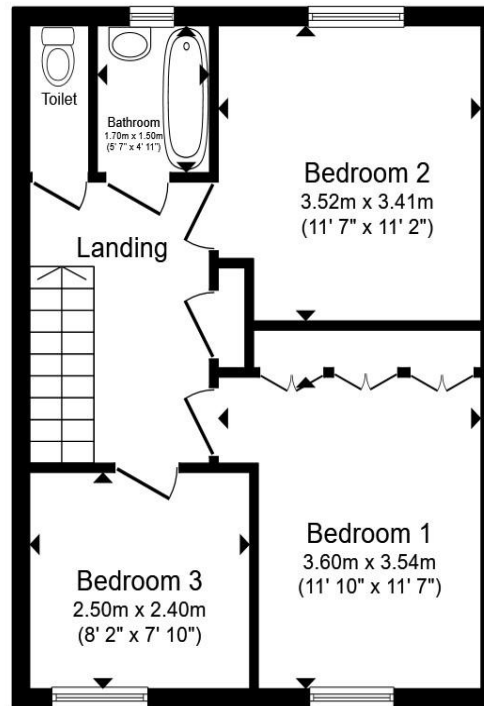 Toilet
Bathroom
1.70m x 1.50m
(5' 7" x 4' 11")
Bedroom 2
3.52m x 3.41m
(11' 7" x 11' 2")
Landing
Bedroom 1
3.60m x 3.54m
(11' 10" x 11' 7")
Bedroom 3
2.50m x 2.40m
(8' 2" x 7' 10")